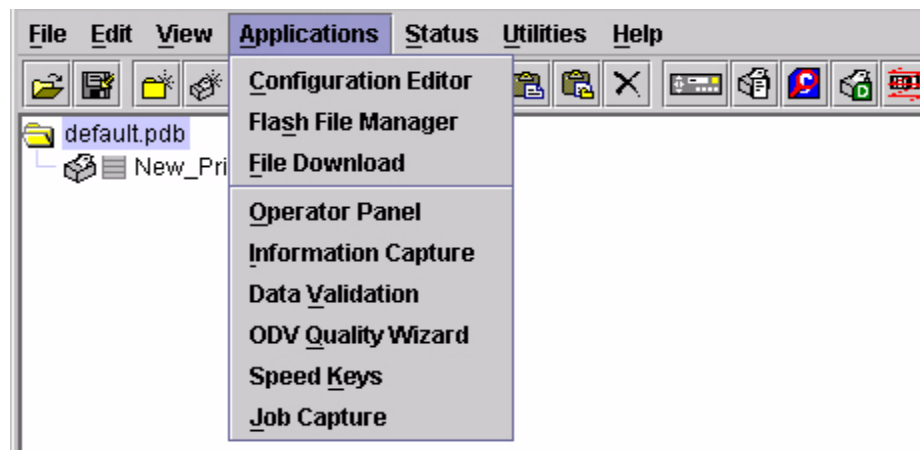 File Edit View Applications Status Utilities Help
Configuration Editor
Flash File Manager
File Download
default.pdb
New_Pri
Operator Panel
Information Capture
Data Validation
ODV Quality Wizard
Speed Keys
Job Capture